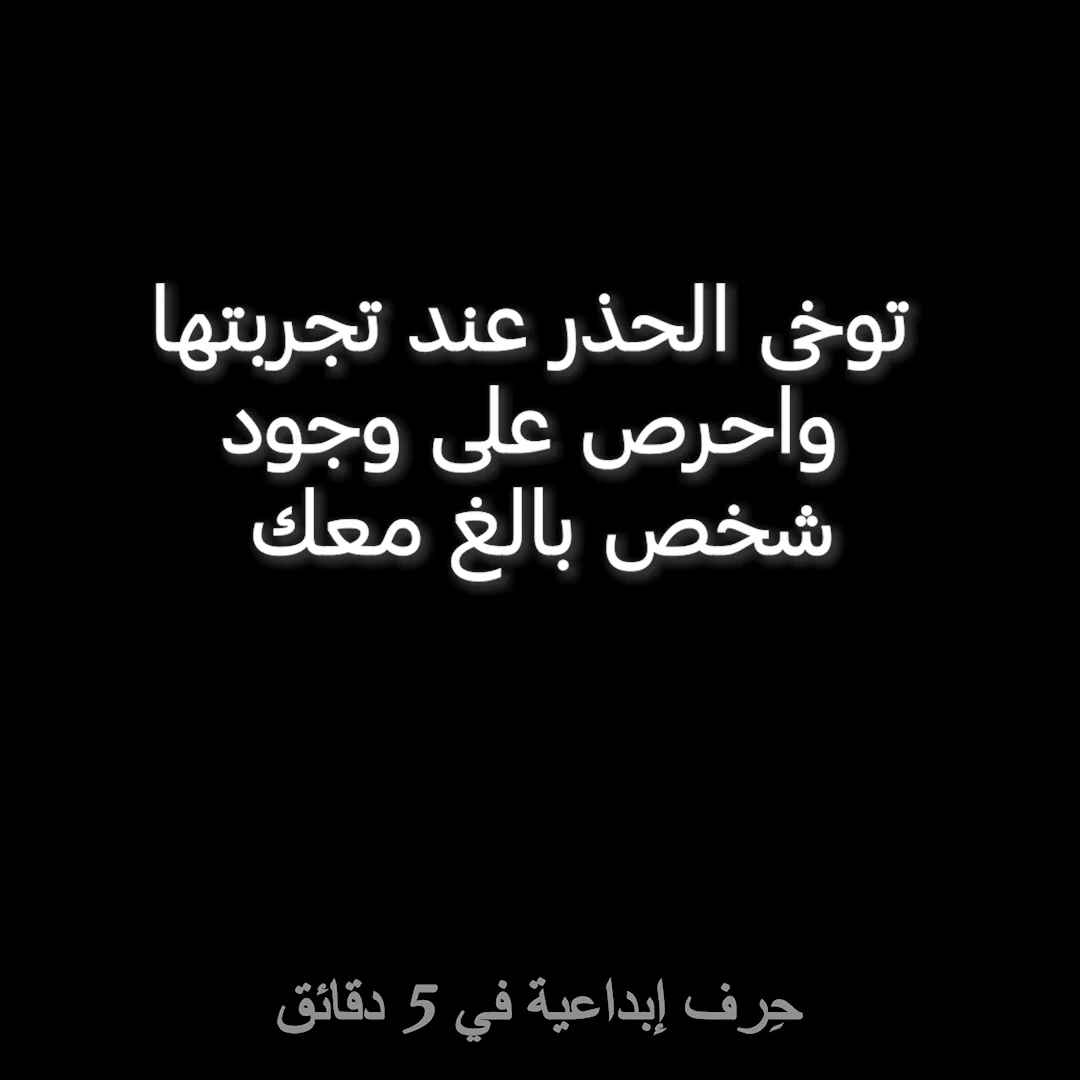 توخى الحذر عند تجربتها
واحرص على وجود
شخص بالغ معك
حِرف إبداعية في 5 دقائق